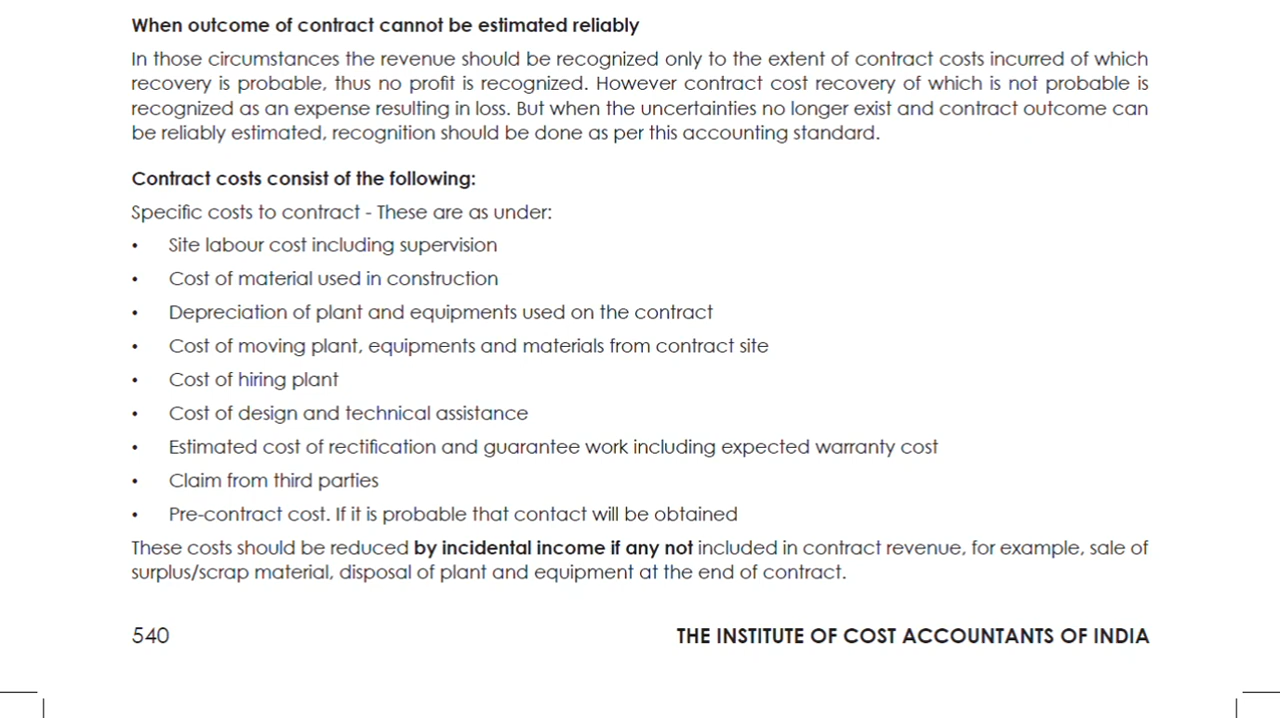 When outcome of contract cannot be estimated reliably
In those circumstances the revenue should be recognized only to the extent of contract costs incurred of which
recovery is probable, thus no profit is recognized. However contract cost recovery of which is not probable is
recognized as an expense resulting in loss. But when the uncertainties no longer exist and contract outcome can
be reliably estimated, recognition should be done as per this accounting standard.
Contract costs consist of the following:
Specific costs to contract - These are as under:
• Site labour cost including supervision
• Cost of material used in construction
• Depreciation of plant and equipments used on the contract
• Cost of moving plant, equipments and materials from contract site
• Cost of hiring plant
• Cost of design and technical assistance
• Estimated cost of rectification and guarantee work including expected warranty cost
• Claim from third parties
• Pre-contract cost. If it is probable that contact will be obtained
These costs should be reduced by incidental income if any not included in contract revenue, for example, sale of
surplus/scrap material, disposal of plant and equipment at the end of contract.
540 THE INSTITUTE OF COST ACCOUNTANTS OF INDIA